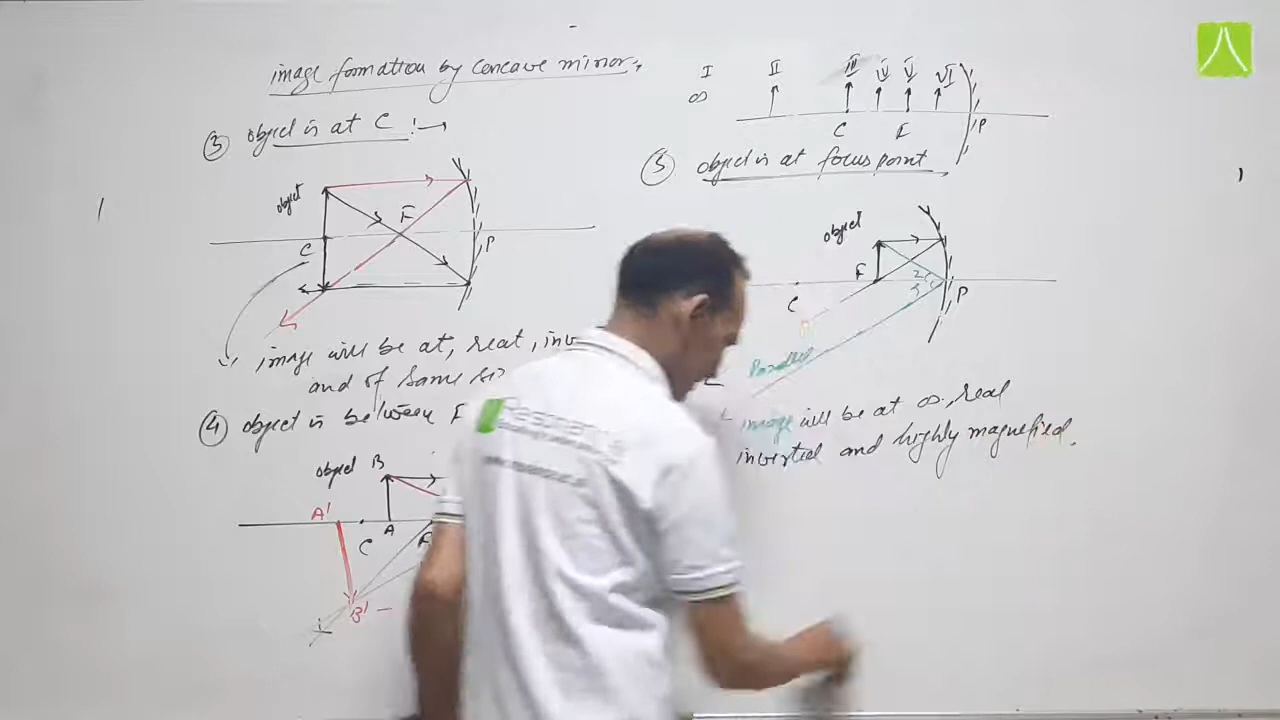 image formation by concave mirror,
③ object is at C :→
object
F
C
P
image will be at, real, inv
and of same si
④ object is between F
object B
A'
C
A
F
B'
I II III IV V VI
∞
C F P
⑤ object is at focus point
object
F
C
P
Parallel
image will be at ∞, real
inverted and highly magnified.
Resonance